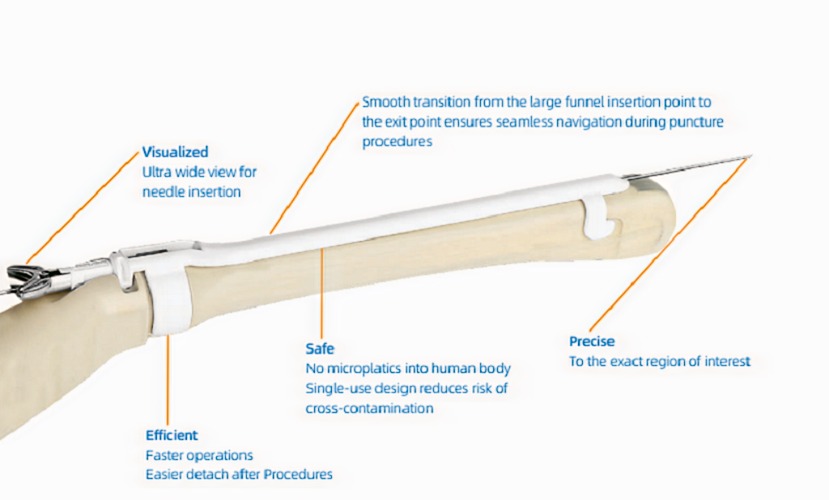 Smooth transition from the large funnel insertion point to
the exit point ensures seamless navigation during puncture
procedures
Visualized
Ultra wide view for
needle insertion
Precise
To the exact region of interest
Safe
No microplatics into human body
Single-use design reduces risk of
cross-contamination
Efficient
Faster operations
Easier detach after Procedures